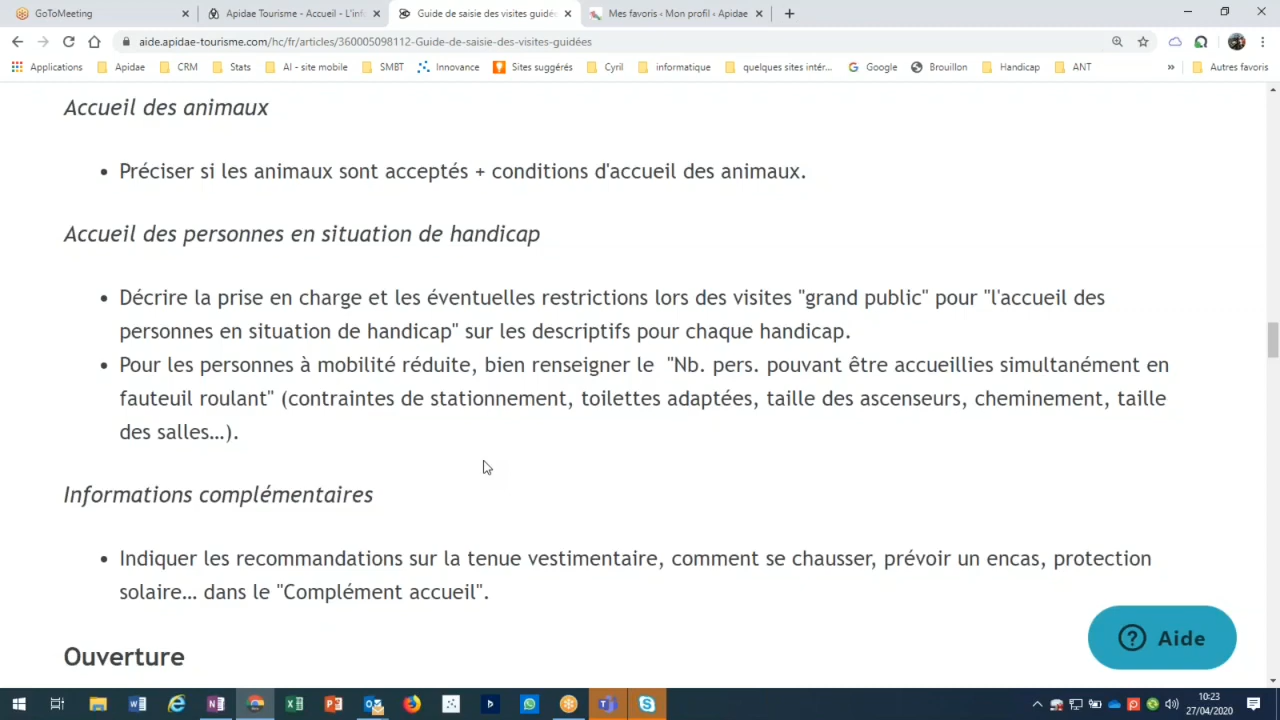 GoToMeeting
Apidae Tourisme - Accueil - L'inf
Guide de saisie des visites guidé
Mes favoris ‹ Mon profil ‹ Apidae
aide.apidae-tourisme.com/hc/fr/articles/360005098112-Guide-de-saisie-des-visites-guidées
Applications Apidae CRM Stats AI - site mobile SMBT Innovance Sites suggérés Cyril informatique quelques sites intér... Google Brouillon Handicap ANT » Autres favoris
Accueil des animaux
• Préciser si les animaux sont acceptés + conditions d'accueil des animaux.
Accueil des personnes en situation de handicap
• Décrire la prise en charge et les éventuelles restrictions lors des visites "grand public" pour "l'accueil des
personnes en situation de handicap" sur les descriptifs pour chaque handicap.
• Pour les personnes à mobilité réduite, bien renseigner le "Nb. pers. pouvant être accueillies simultanément en
fauteuil roulant" (contraintes de stationnement, toilettes adaptées, taille des ascenseurs, cheminement, taille
des salles…).
Informations complémentaires
• Indiquer les recommandations sur la tenue vestimentaire, comment se chausser, prévoir un encas, protection
solaire… dans le "Complément accueil".
Aide
Ouverture
10:23
27/04/2020